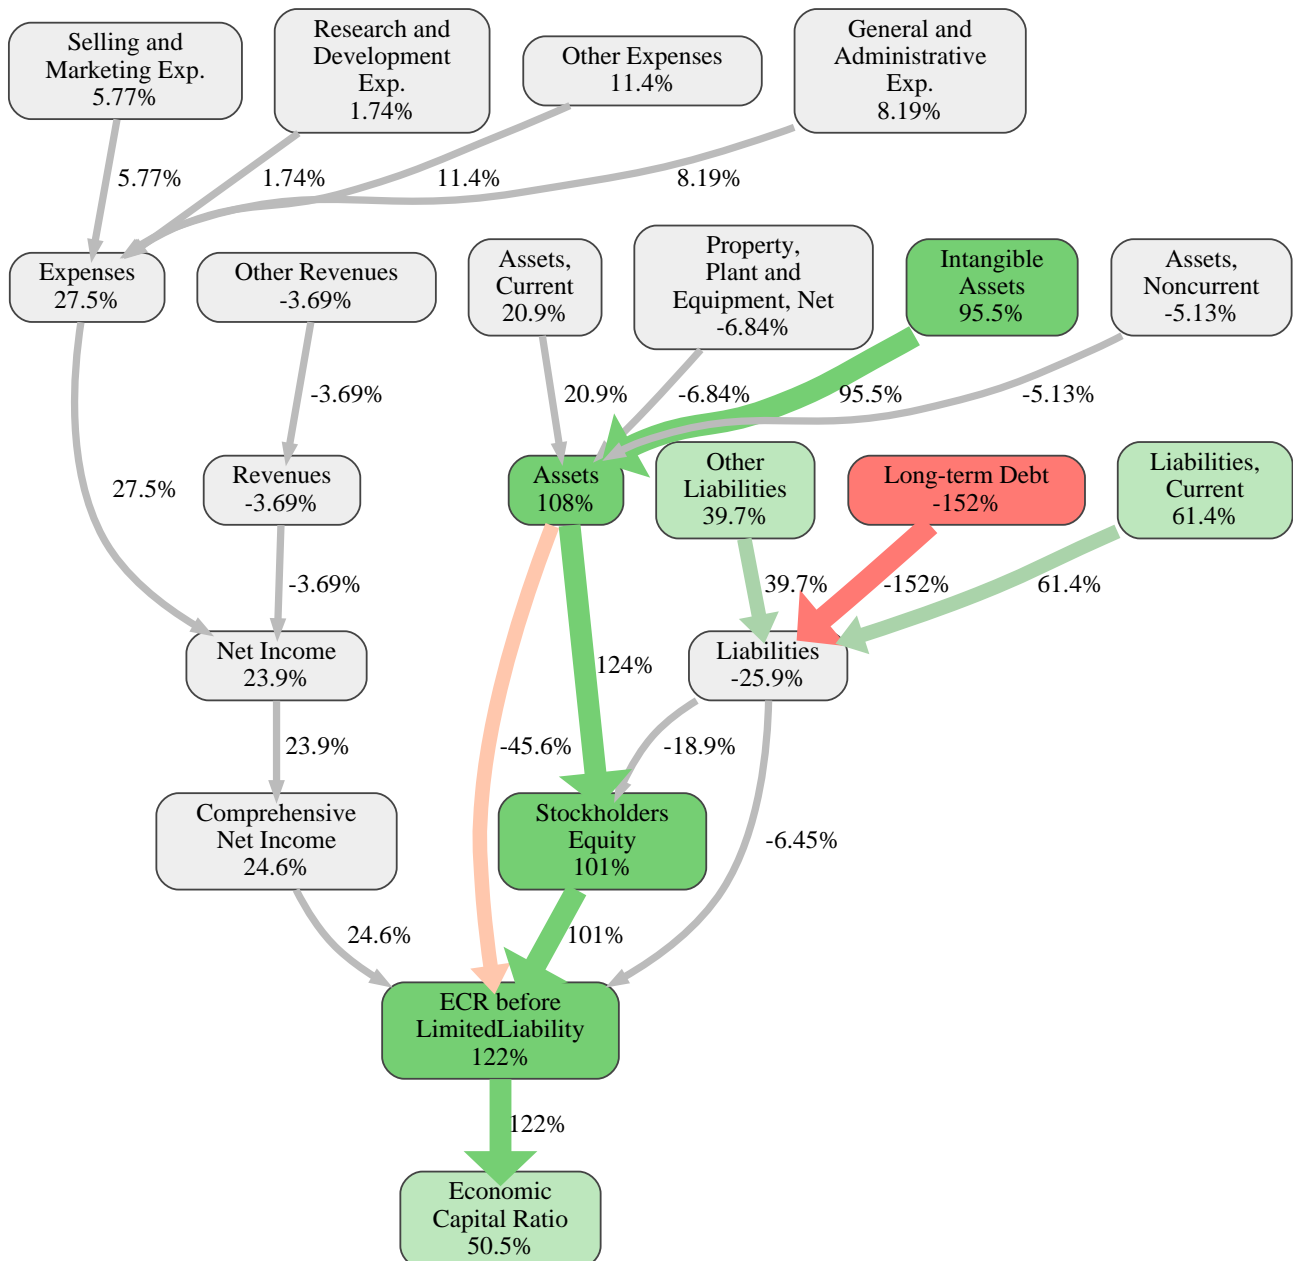 Selling and
Marketing Exp.
5.77%
Research and
Development
Exp.
1.74%
Other Expenses
11.4%
General and
Administrative
Exp.
8.19%
5.77%
1.74%
11.4%
8.19%
Expenses
27.5%
Other Revenues
-3.69%
Assets,
Current
20.9%
Property,
Plant and
Equipment, Net
-6.84%
Intangible
Assets
95.5%
Assets,
Noncurrent
-5.13%
-3.69%
20.9%
-6.84%
95.5%
-5.13%
27.5%
Revenues
-3.69%
Assets
108%
Other
Liabilities
39.7%
Long-term Debt
-152%
Liabilities,
Current
61.4%
-3.69%
39.7%
-152%
61.4%
Net Income
23.9%
124%
Liabilities
-25.9%
23.9%
-45.6%
-18.9%
Comprehensive
Net Income
24.6%
Stockholders
Equity
101%
-6.45%
24.6%
101%
ECR before
LimitedLiability
122%
122%
Economic
Capital Ratio
50.5%